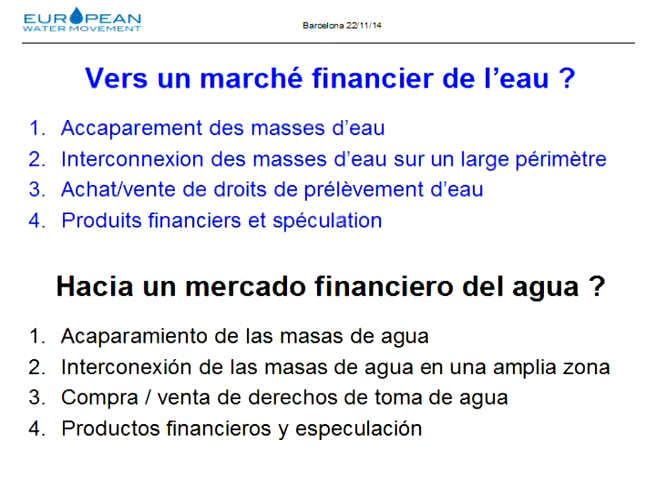 EUROPEAN
WATER MOVEMENT
Barcelona 22/11/14
Vers un marché financier de l'eau ?
1. Accaparement des masses d'eau
2. Interconnexion des masses d'eau sur un large périmètre
3. Achat/vente de droits de prélèvement d'eau
4. Produits financiers et spéculation
Hacia un mercado financiero del agua ?
1. Acaparamiento de las masas de agua
2. Interconexión de las masas de agua en una amplia zona
3. Compra / venta de derechos de toma de agua
4. Productos financieros y especulación